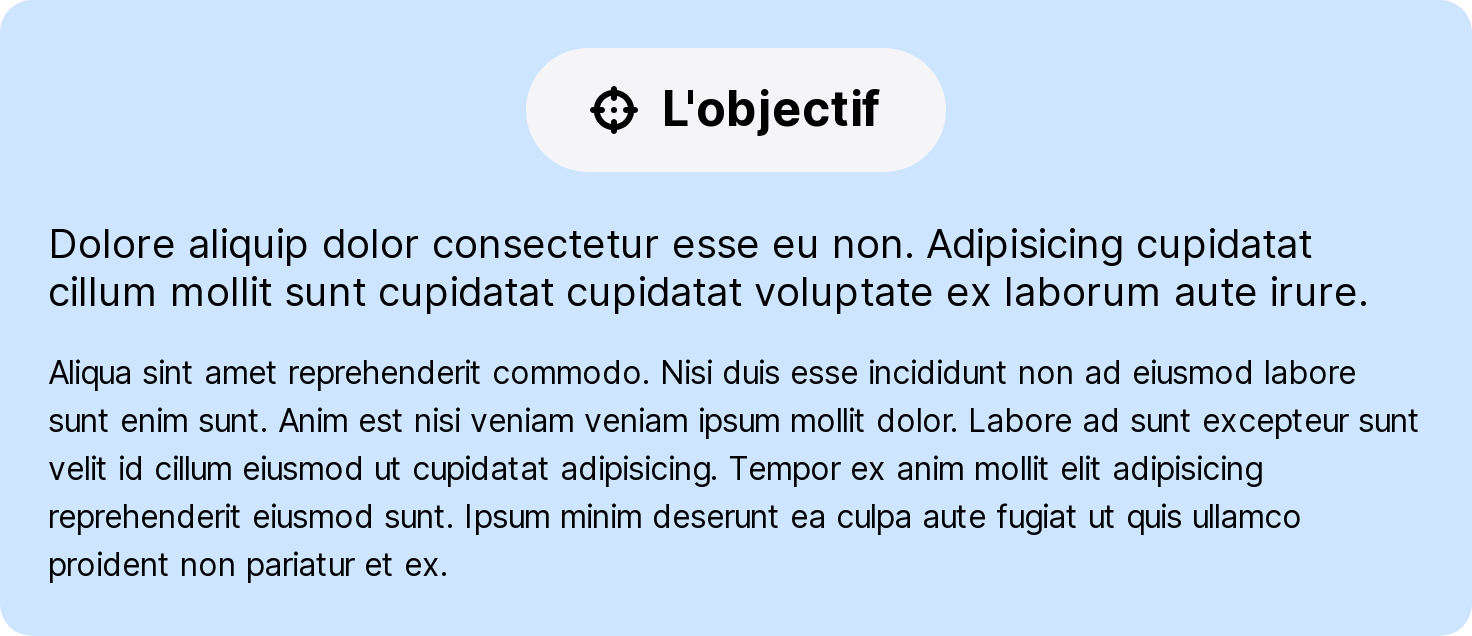 L'objectif
Dolore aliquip dolor consectetur esse eu non. Adipisicing cupidatat
cillum mollit sunt cupidatat cupidatat voluptate ex laborum aute irure.
Aliqua sint amet reprehenderit commodo. Nisi duis esse incididunt non ad eiusmod labore
sunt enim sunt. Anim est nisi veniam veniam ipsum mollit dolor. Labore ad sunt excepteur sunt
velit id cillum eiusmod ut cupidatat adipisicing. Tempor ex anim mollit elit adipisicing
reprehenderit eiusmod sunt. Ipsum minim deserunt ea culpa aute fugiat ut quis ullamco
proident non pariatur et ex.